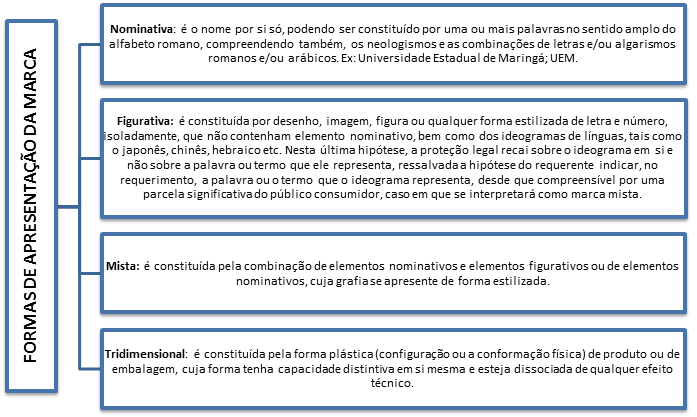 FORMAS DE APRESENTAÇÃO DA MARCA
Nominativa: é o nome por si só, podendo ser constituído por uma ou mais palavras no sentido amplo do
alfabeto romano, compreendendo também, os neologismos e as combinações de letras e/ou algarismos
romanos e/ou arábicos. Ex: Universidade Estadual de Maringá; UEM.
Figurativa: é constituída por desenho, imagem, figura ou qualquer forma estilizada de letra e número,
isoladamente, que não contenham elemento nominativo, bem como dos ideogramas de línguas, tais como
o japonês, chinês, hebraico etc. Nesta última hipótese, a proteção legal recai sobre o ideograma em si e
não sobre a palavra ou termo que ele representa, ressalvada a hipótese do requerente indicar, no
requerimento, a palavra ou o termo que o ideograma representa, desde que compreensível por uma
parcela significativa do público consumidor, caso em que se interpretará como marca mista.
Mista: é constituída pela combinação de elementos nominativos e elementos figurativos ou de elementos
nominativos, cuja grafia se apresente de forma estilizada.
Tridimensional: é constituída pela forma plástica (configuração ou a conformação física) de produto ou de
embalagem, cuja forma tenha capacidade distintiva em si mesma e esteja dissociada de qualquer efeito
técnico.